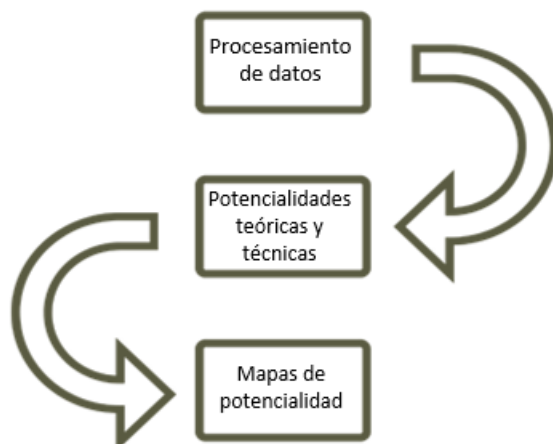 Procesamiento
de datos
Potencialidades
teóricas y
técnicas
Mapas de
potencialidad